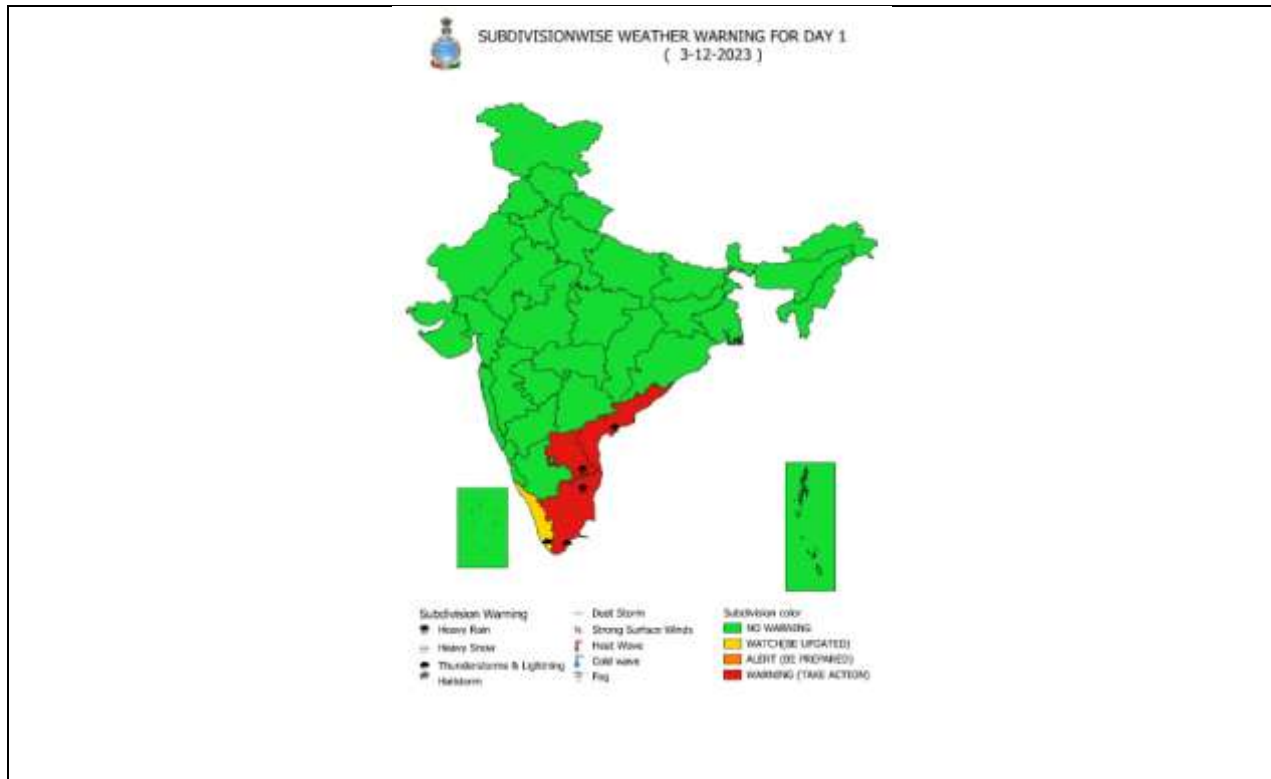 SUBDIVISIONWISE WEATHER WARNING FOR DAY 1
( 3-12-2023 )
Subdivision Warning
Heavy Rain
Heavy Snow
Thunderstorms & Lightning
Hailstorm
Dust Storm
Strong Surface Winds
Heat Wave
Cold wave
Fog
Subdivision color
NO WARNING
WATCH(BE UPDATED)
ALERT (BE PREPARED)
WARNING (TAKE ACTION)